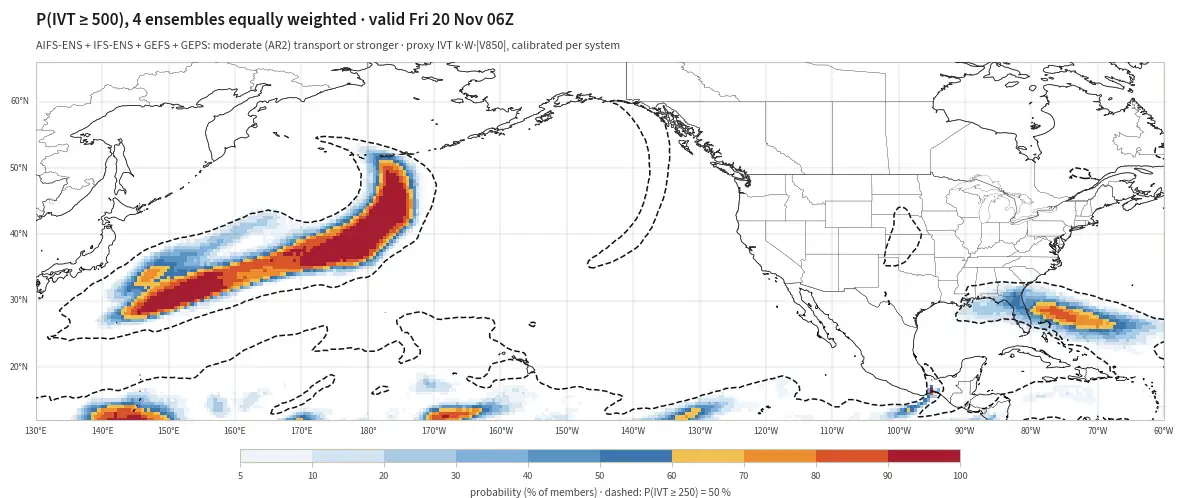 P(IVT ≥ 500), 4 ensembles equally weighted · valid Fri 20 Nov 06Z
AIFS-ENS + IFS-ENS + GEFS + GEPS: moderate (AR2) transport or stronger · proxy IVT k·W·|V850|, calibrated per system
60°N
50°N
40°N
30°N
20°N
130°E 140°E 150°E 160°E 170°E 180° 170°W 160°W 150°W 140°W 130°W 120°W 110°W 100°W 90°W 80°W 70°W 60°W
5 10 20 30 40 50 60 70 80 90 100
probability (% of members) · dashed: P(IVT ≥ 250) = 50 %